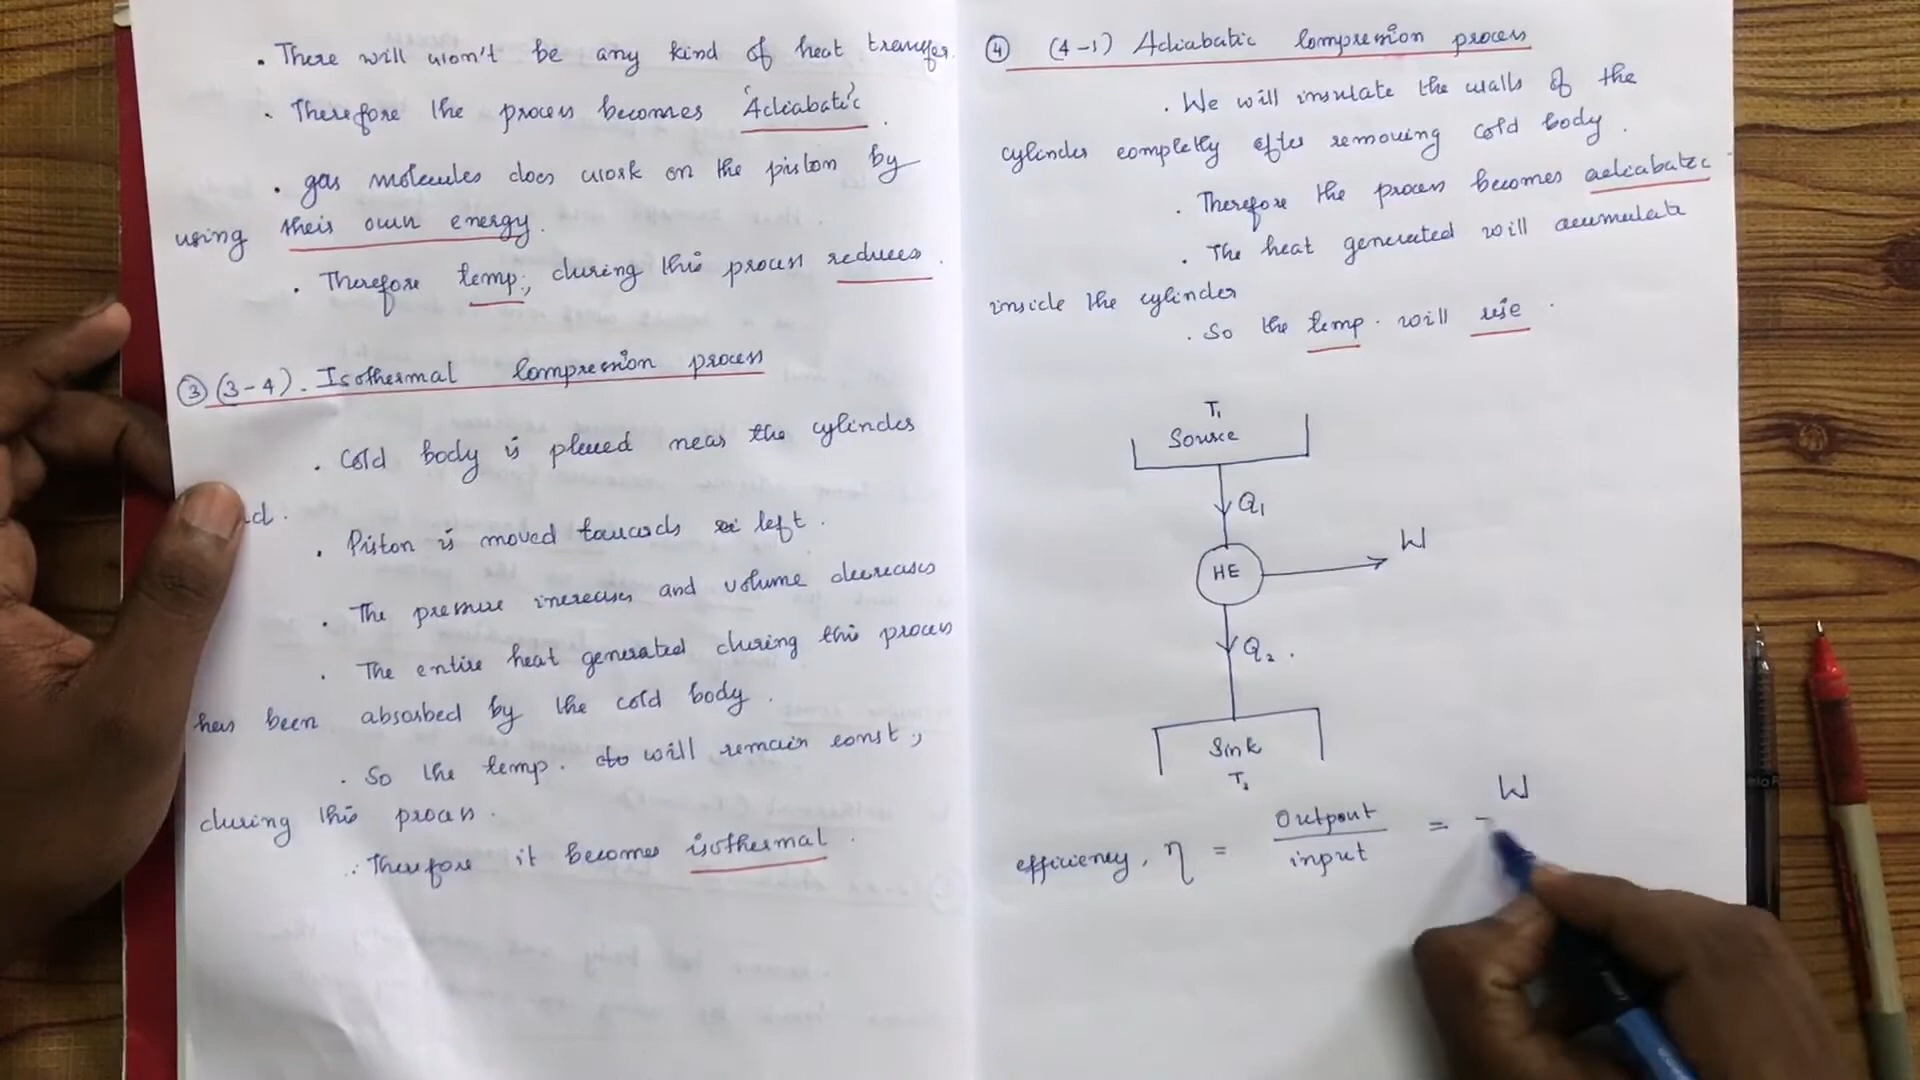 . There will won't be any kind of heat transfer.
. Therefore the process becomes 'Adiabatic'.
. gas molecules does work on the piston by
using their own energy.
. Therefore temp., during this process reduces.
③ (3-4). Isothermal Compression process
. Cold body is placed near the cylinder
. Piston is moved towards left.
. The pressure increases and volume decreases
. The entire heat generated during this process
has been absorbed by the cold body.
. So the temp. will remain const.,
during this process.
∴ Therefore it becomes isothermal.
④ (4-1) Adiabatic Compression process
. We will insulate the walls of the
cylinder completly after removing cold body.
. Therefore the process becomes adiabatic
. The heat generated will acumulate
inside the cylinder
. So the temp. will rise.
T₁
Source
Q₁
HE
W
Q₂.
Sink
T₂
efficiency, η = Outpout / input = W